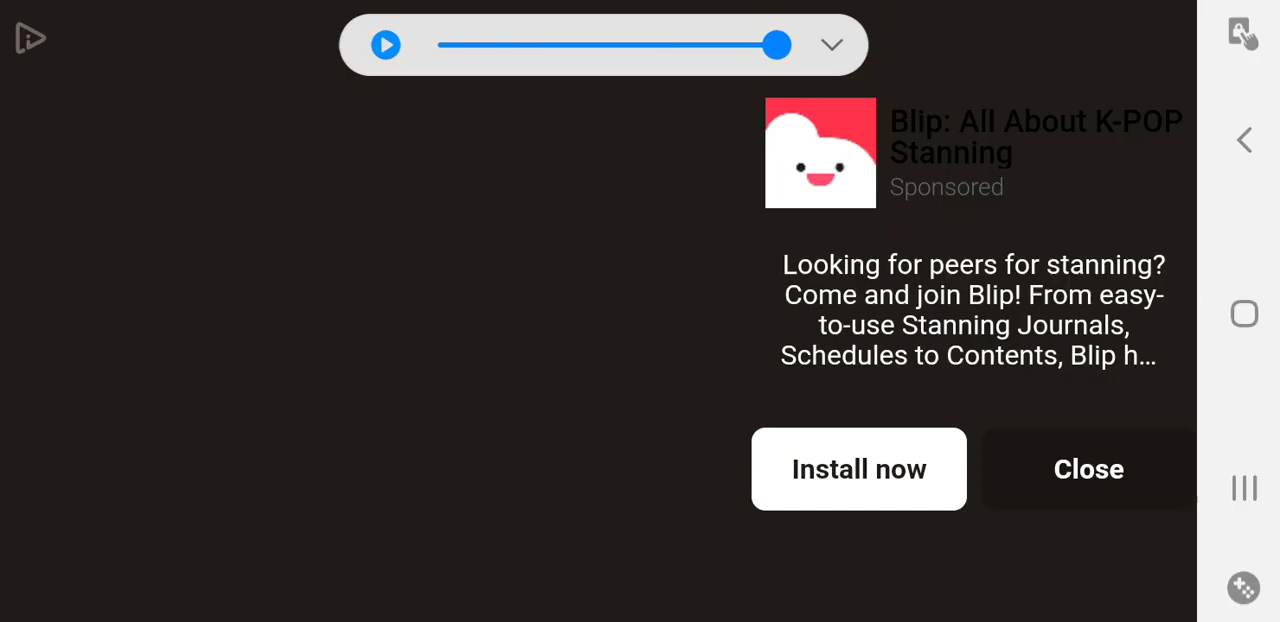 Blip: All About K-POP
Stanning
Sponsored
Looking for peers for stanning?
Come and join Blip! From easy-
to-use Stanning Journals,
Schedules to Contents, Blip h...
Install now
Close